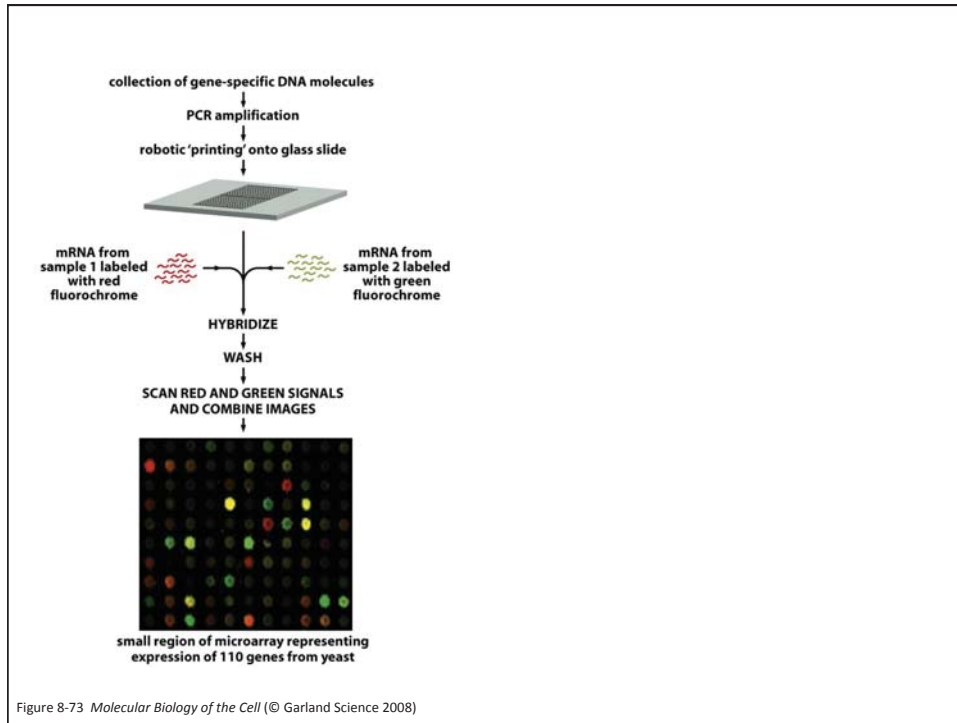 collection of gene-specific DNA molecules
PCR amplification
robotic ‘printing’ onto glass slide
mRNA from
sample 1 labeled
with red
fluorochrome
mRNA from
sample 2 labeled
with green
fluorochrome
HYBRIDIZE
WASH
SCAN RED AND GREEN SIGNALS
AND COMBINE IMAGES
small region of microarray representing
expression of 110 genes from yeast
Figure 8-73 Molecular Biology of the Cell (© Garland Science 2008)